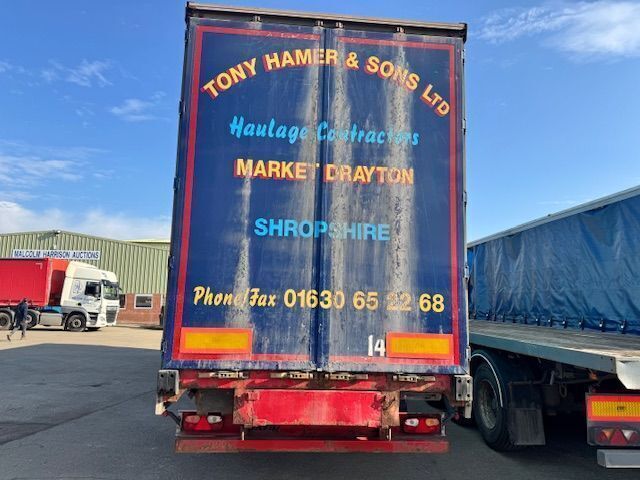 TONY HAMER & SONS LTD
Haulage Contractors
MARKET DRAYTON
SHROPSHIRE
Phone/Fax 01630 65 22 68
14
MALCOLM HARRISON AUCTIONS